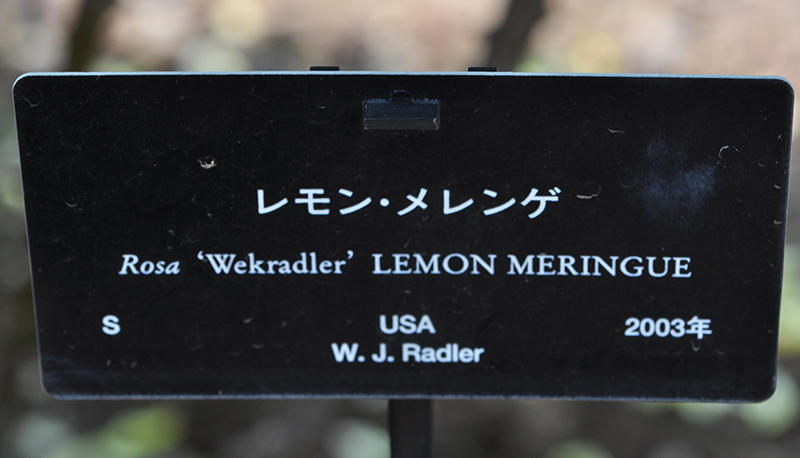 レモン・メレンゲ
Rosa ‘Wekradler’ LEMON MERINGUE
S USA 2003年
W. J. Radler